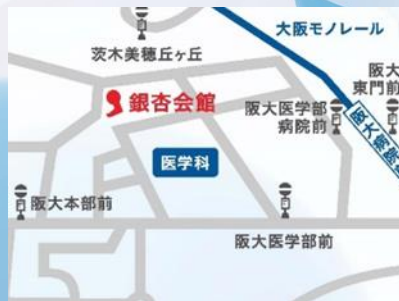 大阪モノレール
茨木美穂丘ヶ丘
阪大
東門前
銀杏会館
阪大医学部
病院前
医学科
阪大本部前
阪大医学部前